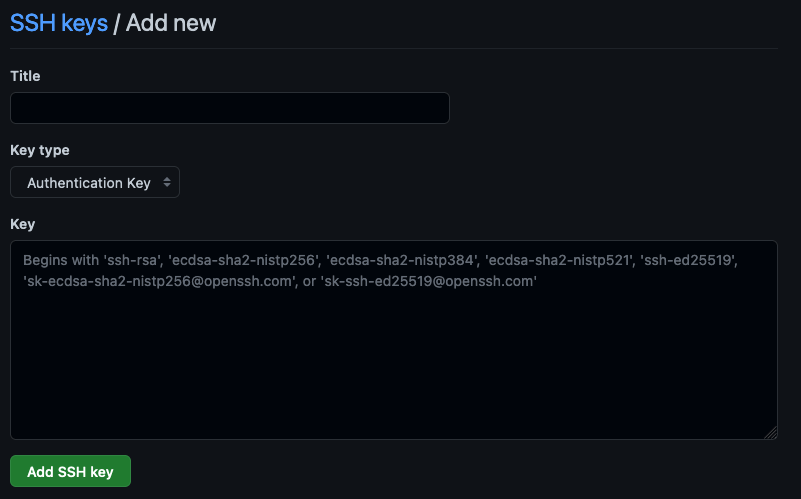 SSH keys / Add new
Title
Key type
Authentication Key
Key
Begins with 'ssh-rsa', 'ecdsa-sha2-nistp256', 'ecdsa-sha2-nistp384', 'ecdsa-sha2-nistp521', 'ssh-ed25519',
'sk-ecdsa-sha2-nistp256@openssh.com', or 'sk-ssh-ed25519@openssh.com'
Add SSH key